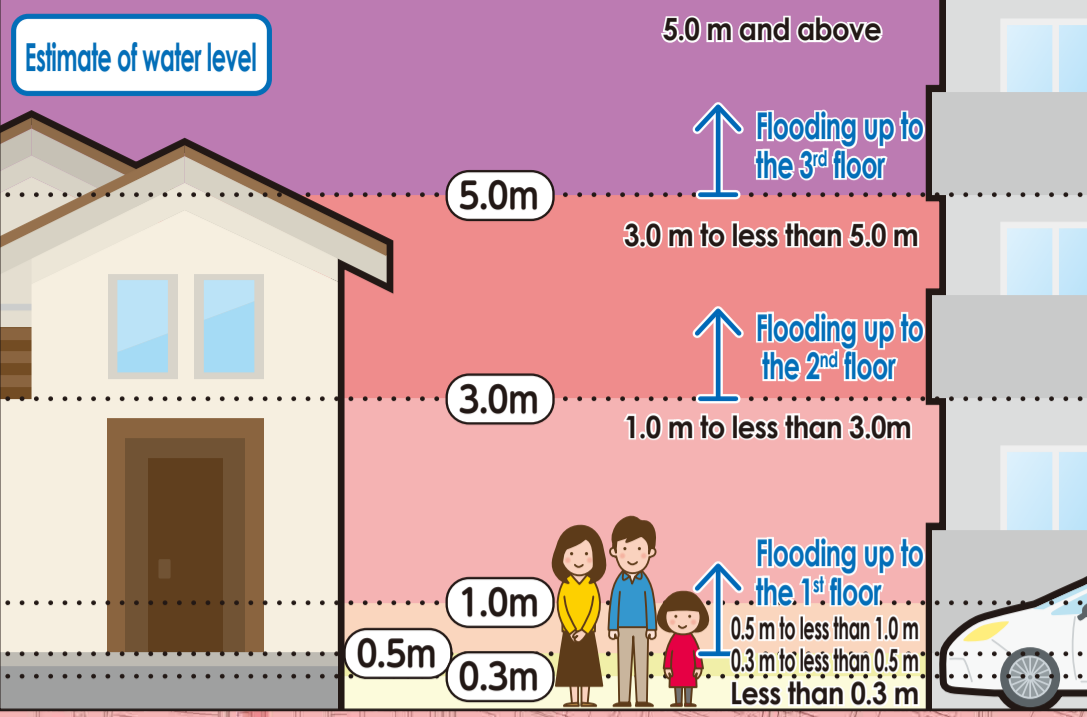 Estimate of water level
5.0 m and above
Flooding up to
the 3rd floor
5.0m
3.0 m to less than 5.0 m
Flooding up to
the 2nd floor
3.0m
1.0 m to less than 3.0m
Flooding up to
the 1st floor
1.0m
0.5 m to less than 1.0 m
0.5m
0.3 m to less than 0.5 m
0.3m
Less than 0.3 m